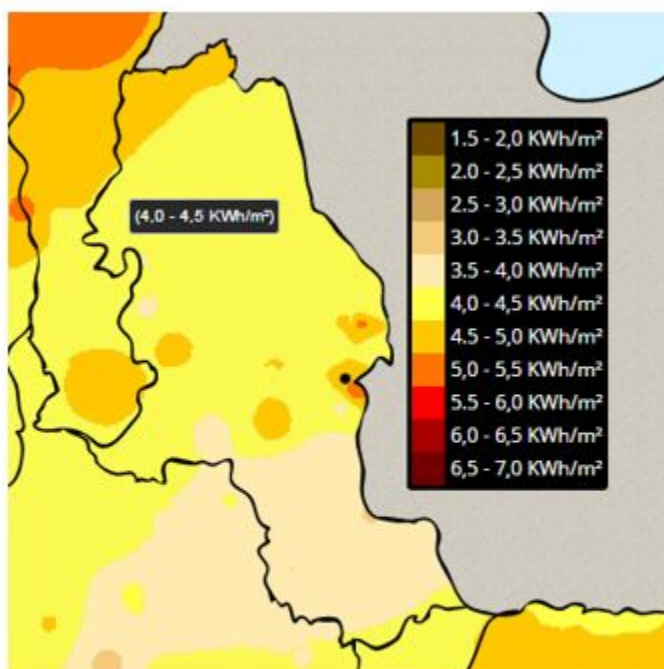 1.5 - 2,0 KWh/m²
2.0 - 2,5 KWh/m²
2.5 - 3,0 KWh/m²
3.0 - 3.5 KWh/m²
3.5 - 4,0 KWh/m²
(4,0 - 4,5 KWh/m²)
4,0 - 4,5 KWh/m²
4.5 - 5,0 KWh/m²
5,0 - 5,5 KWh/m²
5.5 - 6,0 KWh/m²
6,0 - 6,5 KWh/m²
6,5 - 7,0 KWh/m²